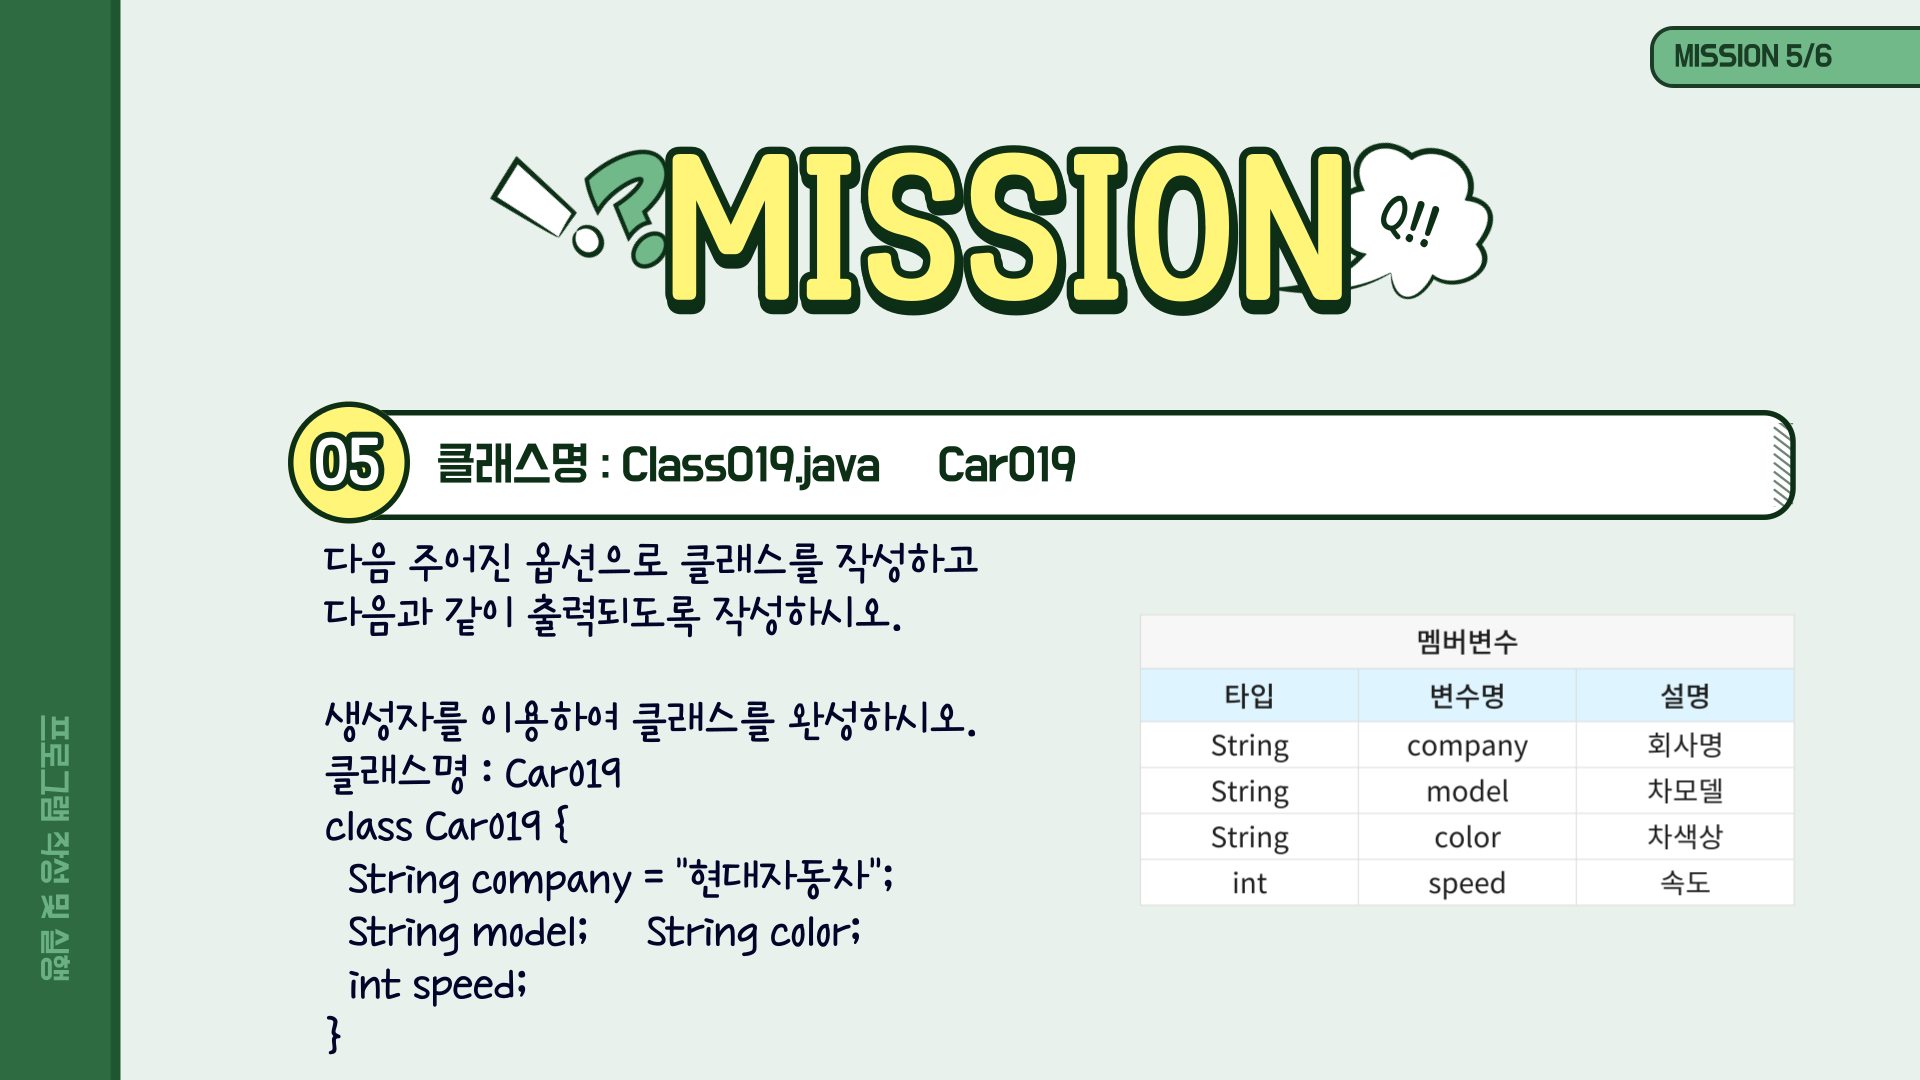 MISSION 5/6
MISSION
Q!!
05
클래스명 : Class019.java Car019
다음 주어진 옵션으로 클래스를 작성하고
다음과 같이 출력되도록 작성하시오.
생성자를 이용하여 클래스를 완성하시오.
클래스명 : Car019
class Car019 {
String company = "현대자동차";
String model; String color;
int speed;
}
멤버변수
타입 변수명 설명
String company 회사명
String model 차모델
String color 차색상
int speed 속도
프로그램 작성 및 실행